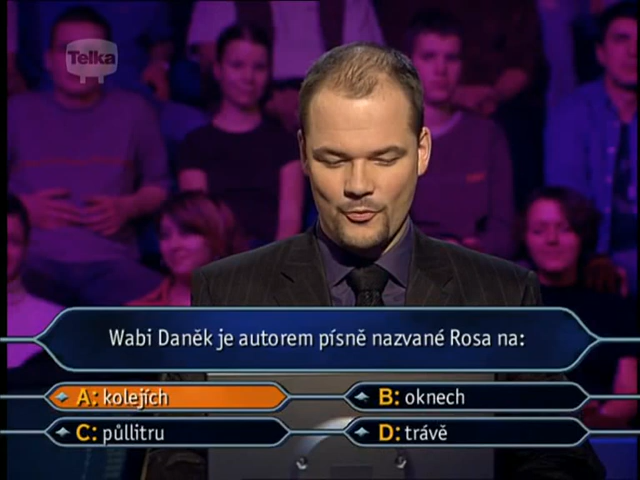 Telka
Wabi Daněk je autorem písně nazvané Rosa na:
A: kolejích
B: oknech
C: půllitru
D: trávě